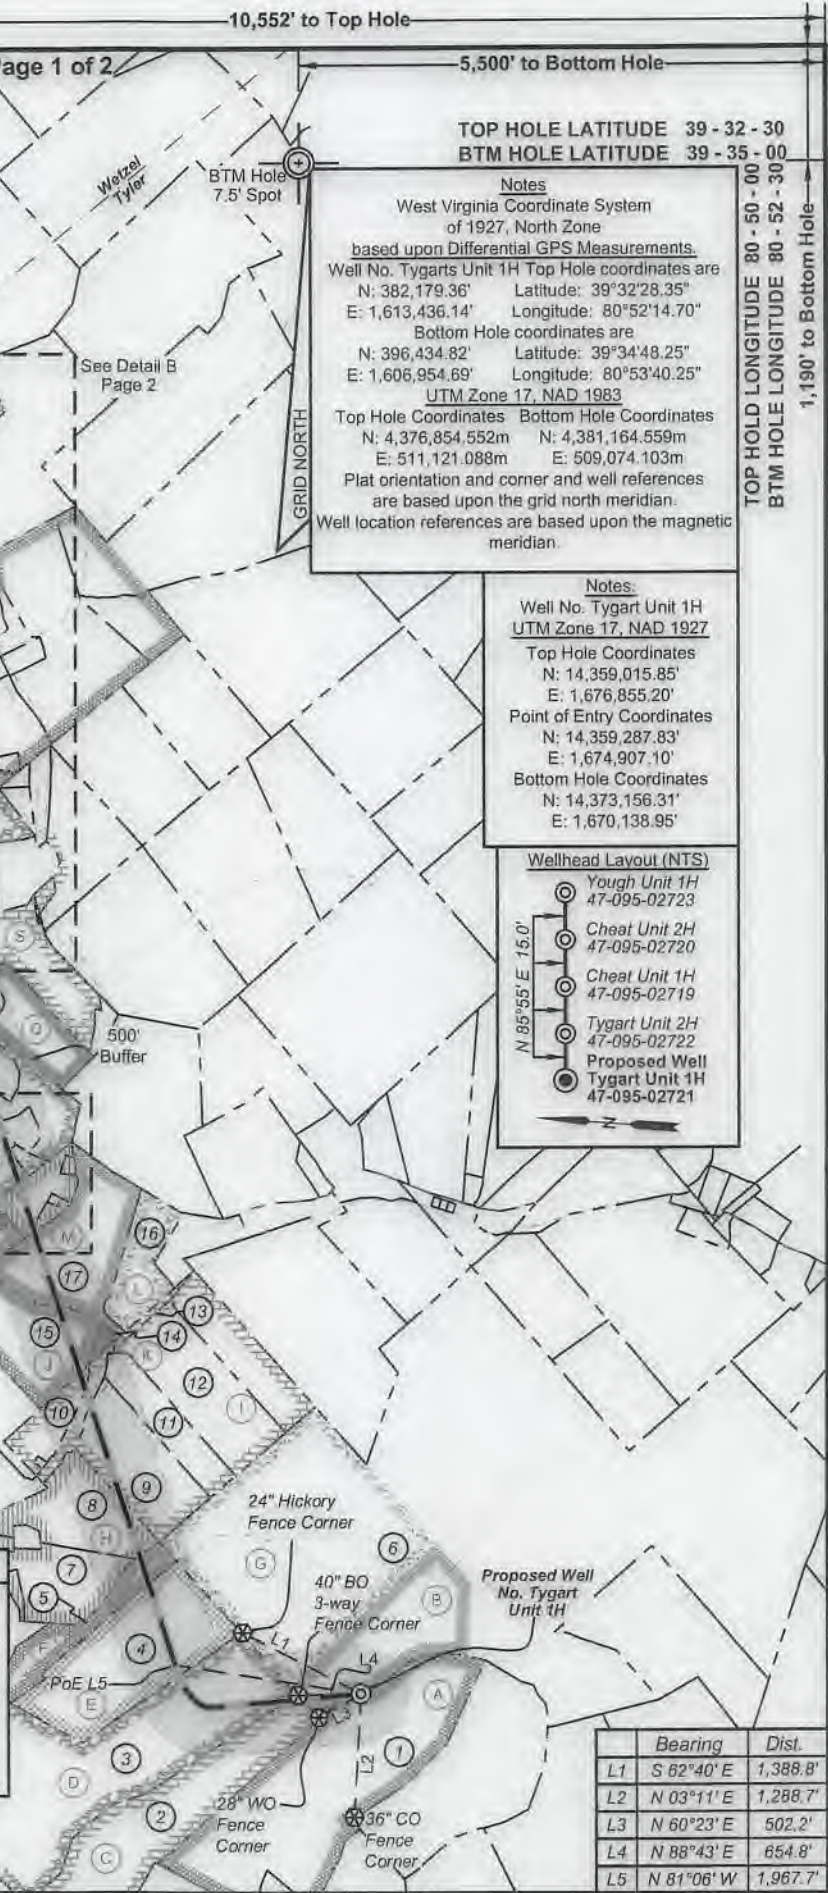 10,552' to Top Hole
Page 1 of 2
5,500' to Bottom Hole
TOP HOLE LATITUDE 39 - 32 - 30
BTM HOLE LATITUDE 39 - 35 - 00
Wetzel
Tyler
BTM Hole
7.5' Spot
TOP HOLD LONGITUDE 80 - 50 - 00
BTM HOLE LONGITUDE 80 - 52 - 30
1,190' to Bottom Hole
Notes
West Virginia Coordinate System
of 1927, North Zone
based upon Differential GPS Measurements.
Well No. Tygarts Unit 1H Top Hole coordinates are
N: 382,179.36' Latitude: 39°32'28.35"
E: 1,613,436.14' Longitude: 80°52'14.70"
Bottom Hole coordinates are
N: 396,434.82' Latitude: 39°34'48.25"
E: 1,606,954.69' Longitude: 80°53'40.25"
UTM Zone 17, NAD 1983
Top Hole Coordinates Bottom Hole Coordinates
N: 4,376,854.552m N: 4,381,164.559m
E: 511,121.088m E: 509,074.103m
Plat orientation and corner and well references
are based upon the grid north meridian.
Well location references are based upon the magnetic
meridian.
See Detail B
Page 2
GRID NORTH
Notes:
Well No. Tygart Unit 1H
UTM Zone 17, NAD 1927
Top Hole Coordinates
N: 14,359,015.85'
E: 1,676,855.20'
Point of Entry Coordinates
N: 14,359,287.83'
E: 1,674,907.10'
Bottom Hole Coordinates
N: 14,373,156.31'
E: 1,670,138.95'
Wellhead Layout (NTS)
Yough Unit 1H
47-095-02723
Cheat Unit 2H
47-095-02720
Cheat Unit 1H
47-095-02719
Tygart Unit 2H
47-095-02722
Proposed Well
Tygart Unit 1H
47-095-02721
N 85°55' E 15.0'
N
S
Q
500'
Buffer
16
M
17
L
13
15
14
J
K
12
I
10
11
9
8
24" Hickory
Fence Corner
H
6
G
7
40" BO
3-way
Fence Corner
Proposed Well
No. Tygart
Unit 1H
5
B
F
4
L1
L4
PoE L5
E
A
L3
3
1
L2
D
2
28" WO
Fence
Corner
36" CO
Fence
Corner
C
Bearing Dist.
L1 S 62°40' E 1,388.8'
L2 N 03°11' E 1,288.7'
L3 N 60°23' E 502.2'
L4 N 88°43' E 654.8'
L5 N 81°06' W 1,967.7'